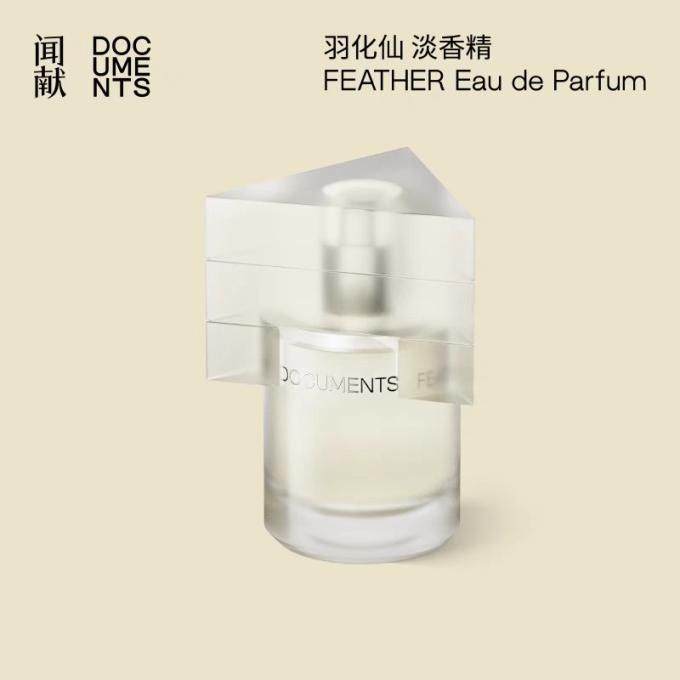 闻献
DOC
UME
NTS
羽化仙 淡香精
FEATHER Eau de Parfum
DOCUMENTS